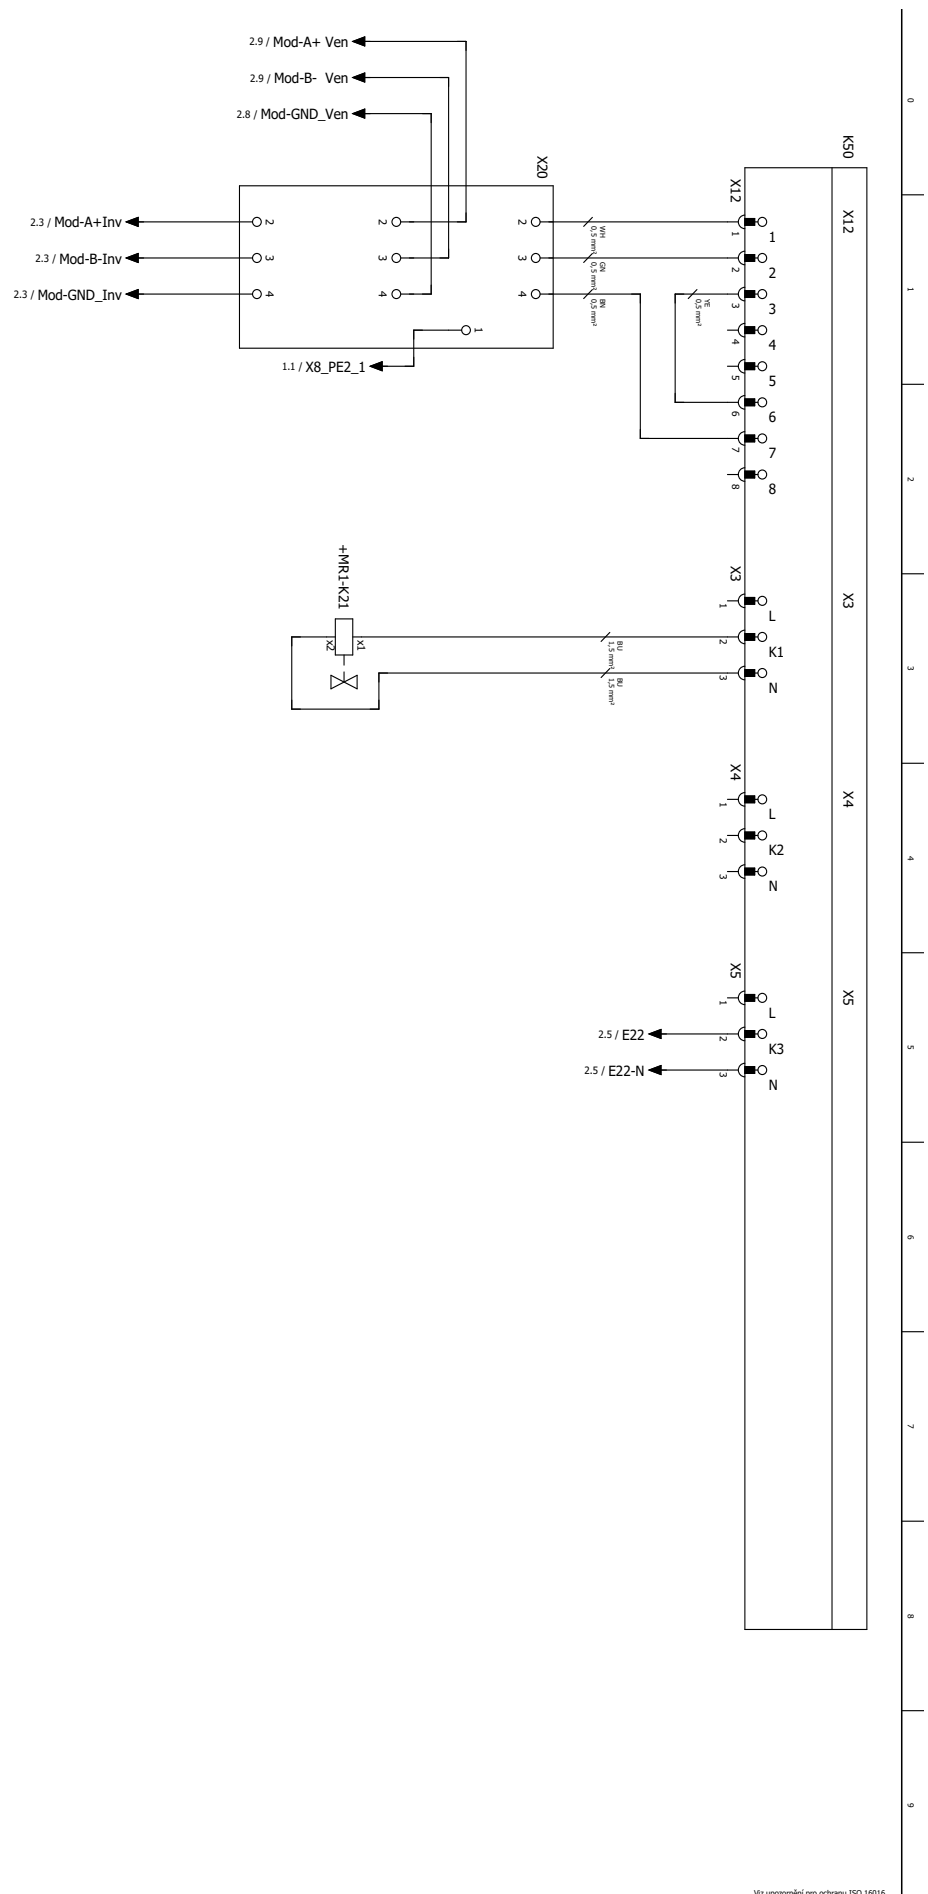 2.9 / Mod-A+ Ven
2.9 / Mod-B- Ven
2.8 / Mod-GND_Ven
0
K50
X20
X12
X12
2.3 / Mod-A+Inv
2
2
2
WH
0,5 mm²
1
1
2.3 / Mod-B-Inv
3
3
3
GN
0,5 mm²
2
2
2.3 / Mod-GND_Inv
4
4
4
BN
0,5 mm²
YE
0,5 mm²
3
3
1
1
4
4
1.1 / X8_PE2_1
5
5
6
6
7
7
8
8
2
+MR1-K21
X3
X3
1
L
x2
x1
BU
1,5 mm²
2
K1
BU
1,5 mm²
3
N
3
X4
X4
1
L
2
K2
3
N
4
X5
X5
1
L
2.5 / E22
2
K3
5
2.5 / E22-N
3
N
6
7
8
9
Viz upozornění pro ochranu ISO 16016